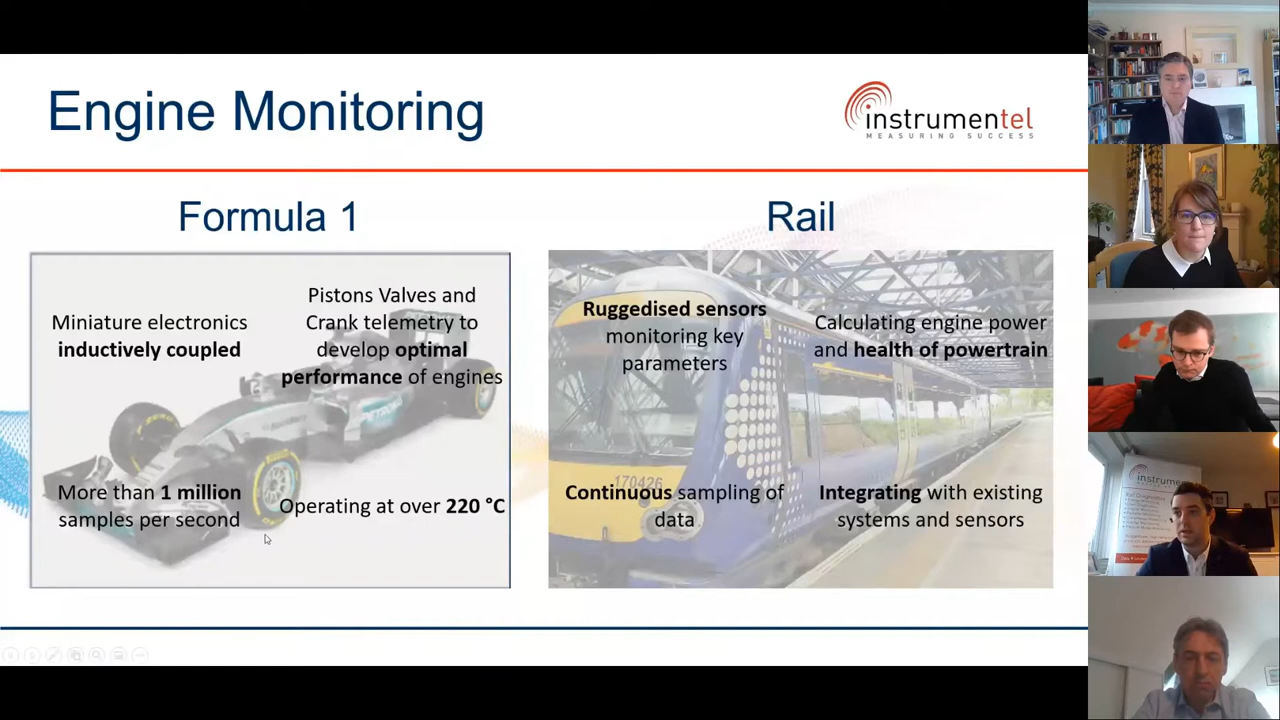 Engine Monitoring
instrumentel
MEASURING SUCCESS
Formula 1
Rail
Miniature electronics
inductively coupled
Pistons Valves and
Crank telemetry to
develop optimal
performance of engines
More than 1 million
samples per second
Operating at over 220 °C
PETRONAS
Ruggedised sensors
monitoring key
parameters
Calculating engine power
and health of powertrain
170426
Continuous sampling of
data
Integrating with existing
systems and sensors